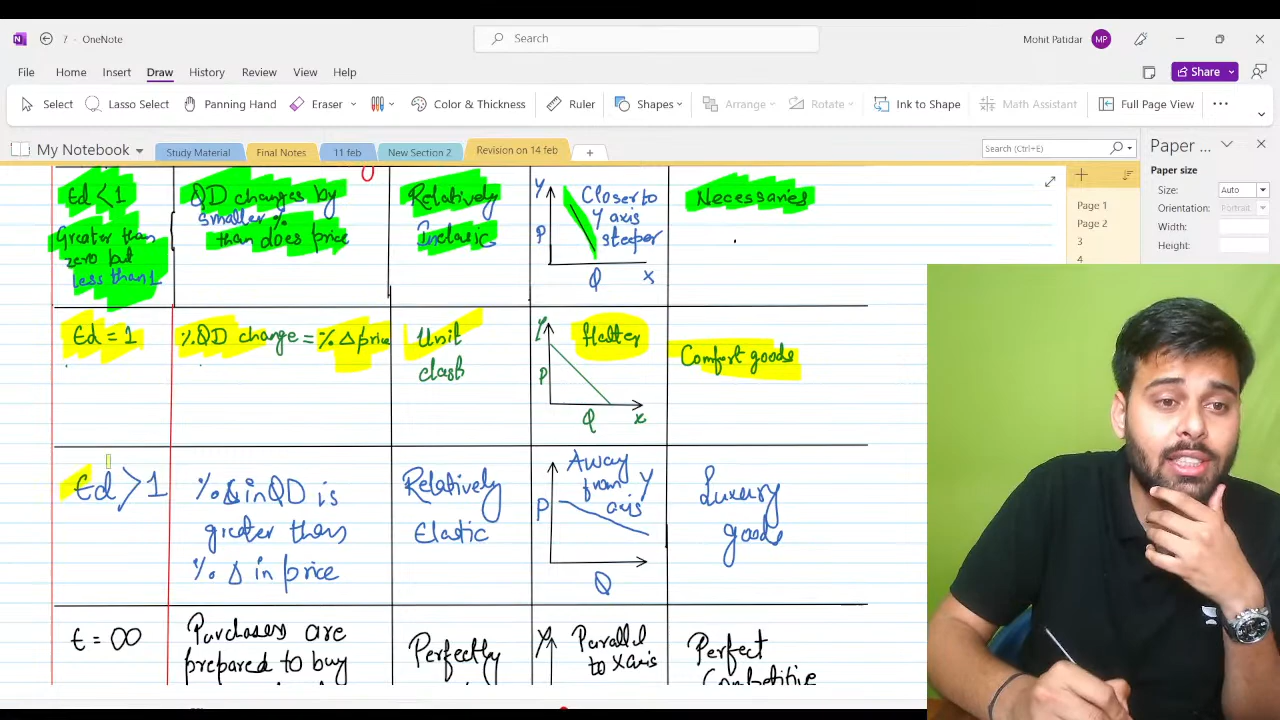 7 - OneNote
Search
Mohit Patidar MP
File Home Insert Draw History Review View Help
Share
Select Lasso Select Panning Hand Eraser Color & Thickness Ruler Shapes Arrange Rotate Ink to Shape Math Assistant Full Page View
My Notebook Study Material Final Notes 11 feb New Section 2 Revision on 14 feb
Search (Ctrl+E)
Paper ...
Paper size
Size: Auto
Orientation: Portrait
Width:
Height:
Page 1
Page 2
3
4
Ed < 1
Greater than
zero but
less than 1
QD changes by
smaller %
than does price
Relatively
Inelasic
Y
P
Q
X
Closer to
Y axis
steeper
Necessaries
Ed = 1
% QD change = % Δ price
Unit
Y
P
Q
X
Flatter
Comfort goods
Ed > 1
% Δ in QD is
greater than
% Δ in price
Relatively
Elastic
Away
from Y
axis
P
Q
Luxury
goods
E = ∞
Purchases are
prepared to buy
Perfectly
Y
Parallel
to X axis
Perfect
Competitive